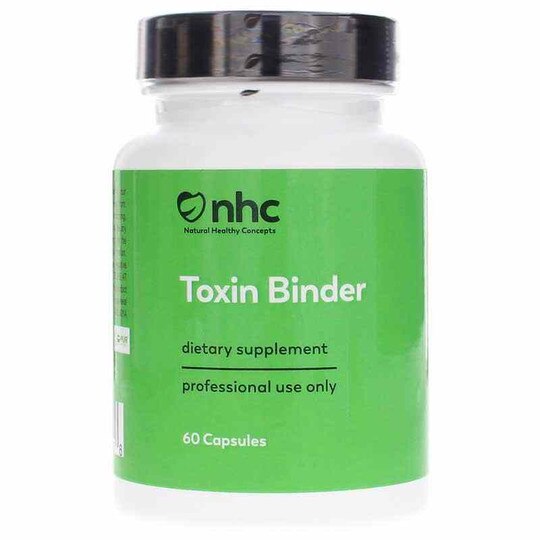 nhc
Natural Healthy Concepts
Toxin Binder
dietary supplement
professional use only
60 Capsules